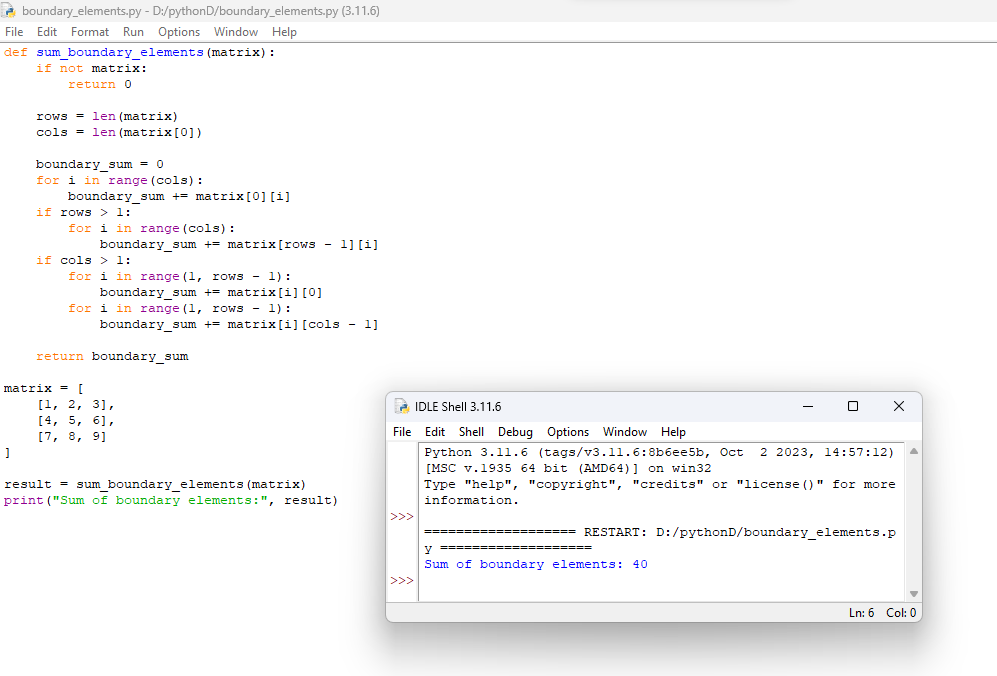 boundary_elements.py - D:/pythonD/boundary_elements.py (3.11.6)
File Edit Format Run Options Window Help
def sum_boundary_elements(matrix):
    if not matrix:
        return 0

    rows = len(matrix)
    cols = len(matrix[0])

    boundary_sum = 0
    for i in range(cols):
        boundary_sum += matrix[0][i]
    if rows > 1:
        for i in range(cols):
            boundary_sum += matrix[rows - 1][i]
    if cols > 1:
        for i in range(1, rows - 1):
            boundary_sum += matrix[i][0]
        for i in range(1, rows - 1):
            boundary_sum += matrix[i][cols - 1]

    return boundary_sum

matrix = [
    [1, 2, 3],
    [4, 5, 6],
    [7, 8, 9]
]

result = sum_boundary_elements(matrix)
print("Sum of boundary elements:", result)
IDLE Shell 3.11.6
File Edit Shell Debug Options Window Help
Python 3.11.6 (tags/v3.11.6:8b6ee5b, Oct  2 2023, 14:57:12)
[MSC v.1935 64 bit (AMD64)] on win32
Type "help", "copyright", "credits" or "license()" for more
information.
>>>
=================== RESTART: D:/pythonD/boundary_elements.p
y ===================
Sum of boundary elements: 40
>>>
Ln: 6 Col: 0